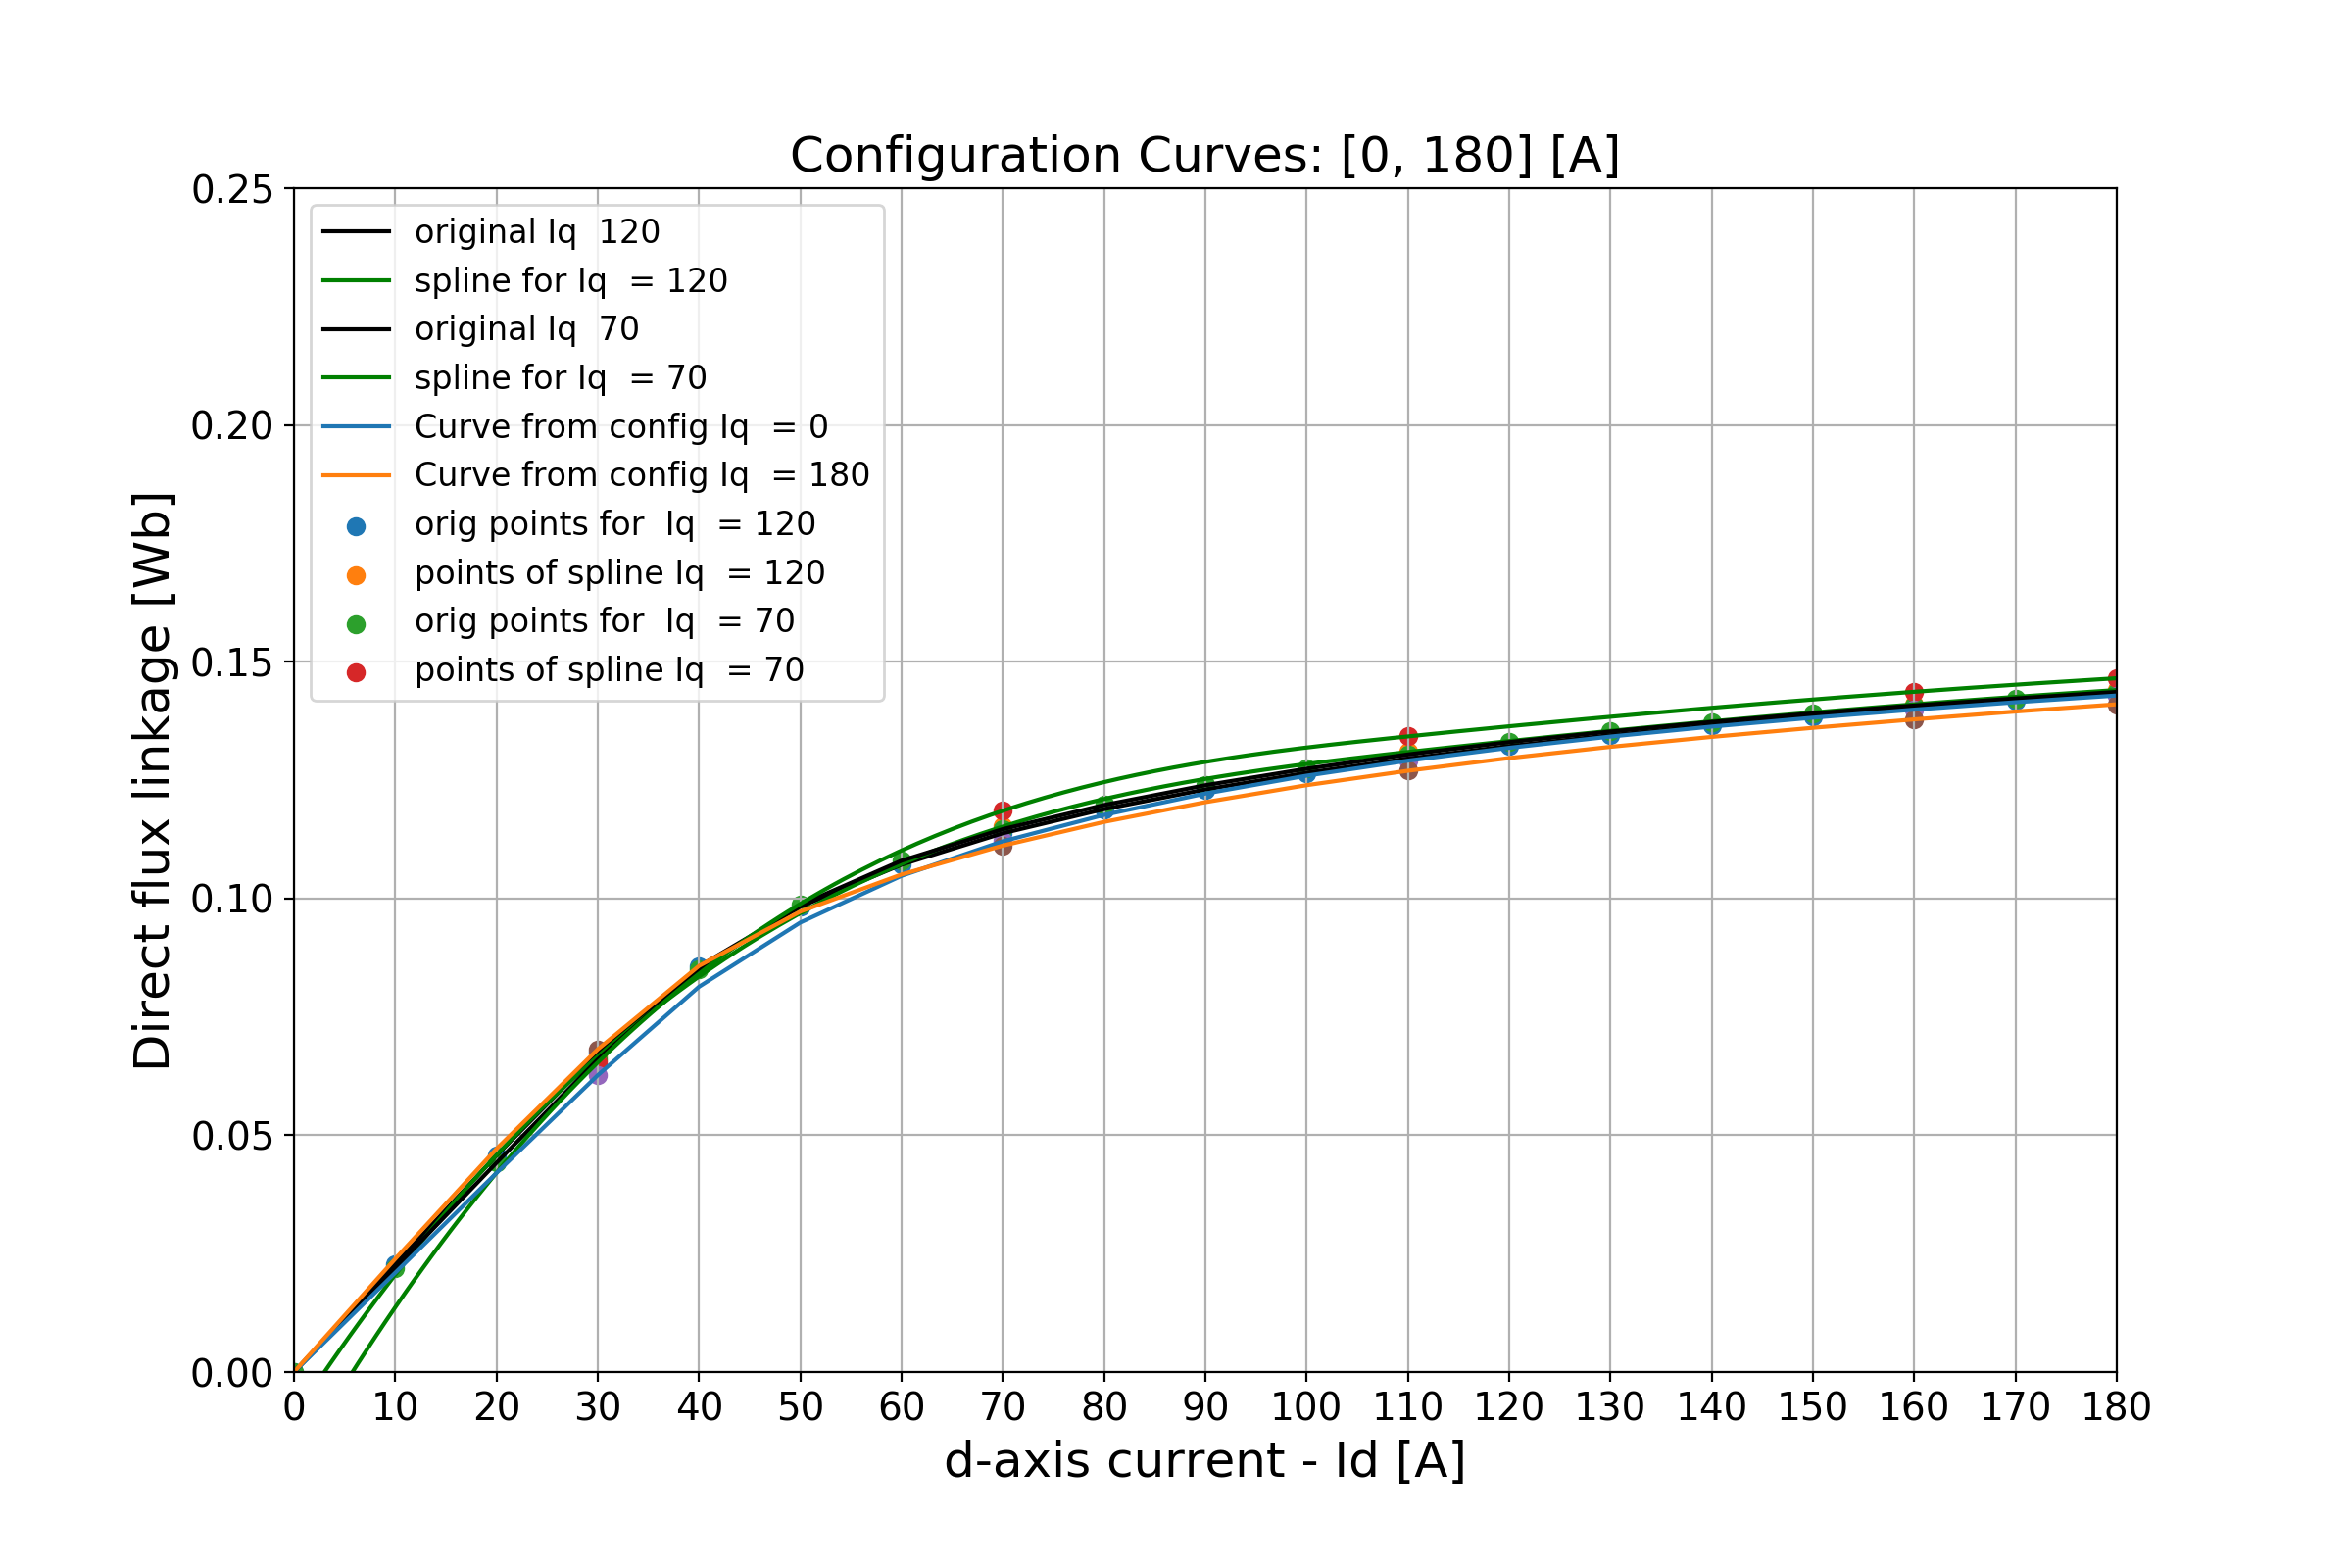 Configuration Curves: [0, 180] [A]
0.25
0.20
0.15
0.10
0.05
0.00
Direct flux linkage [Wb]
original Iq  120
spline for Iq  = 120
original Iq  70
spline for Iq  = 70
Curve from config Iq  = 0
Curve from config Iq  = 180
orig points for  Iq  = 120
points of spline Iq  = 120
orig points for  Iq  = 70
points of spline Iq  = 70
0 10 20 30 40 50 60 70 80 90 100 110 120 130 140 150 160 170 180
d-axis current - Id [A]